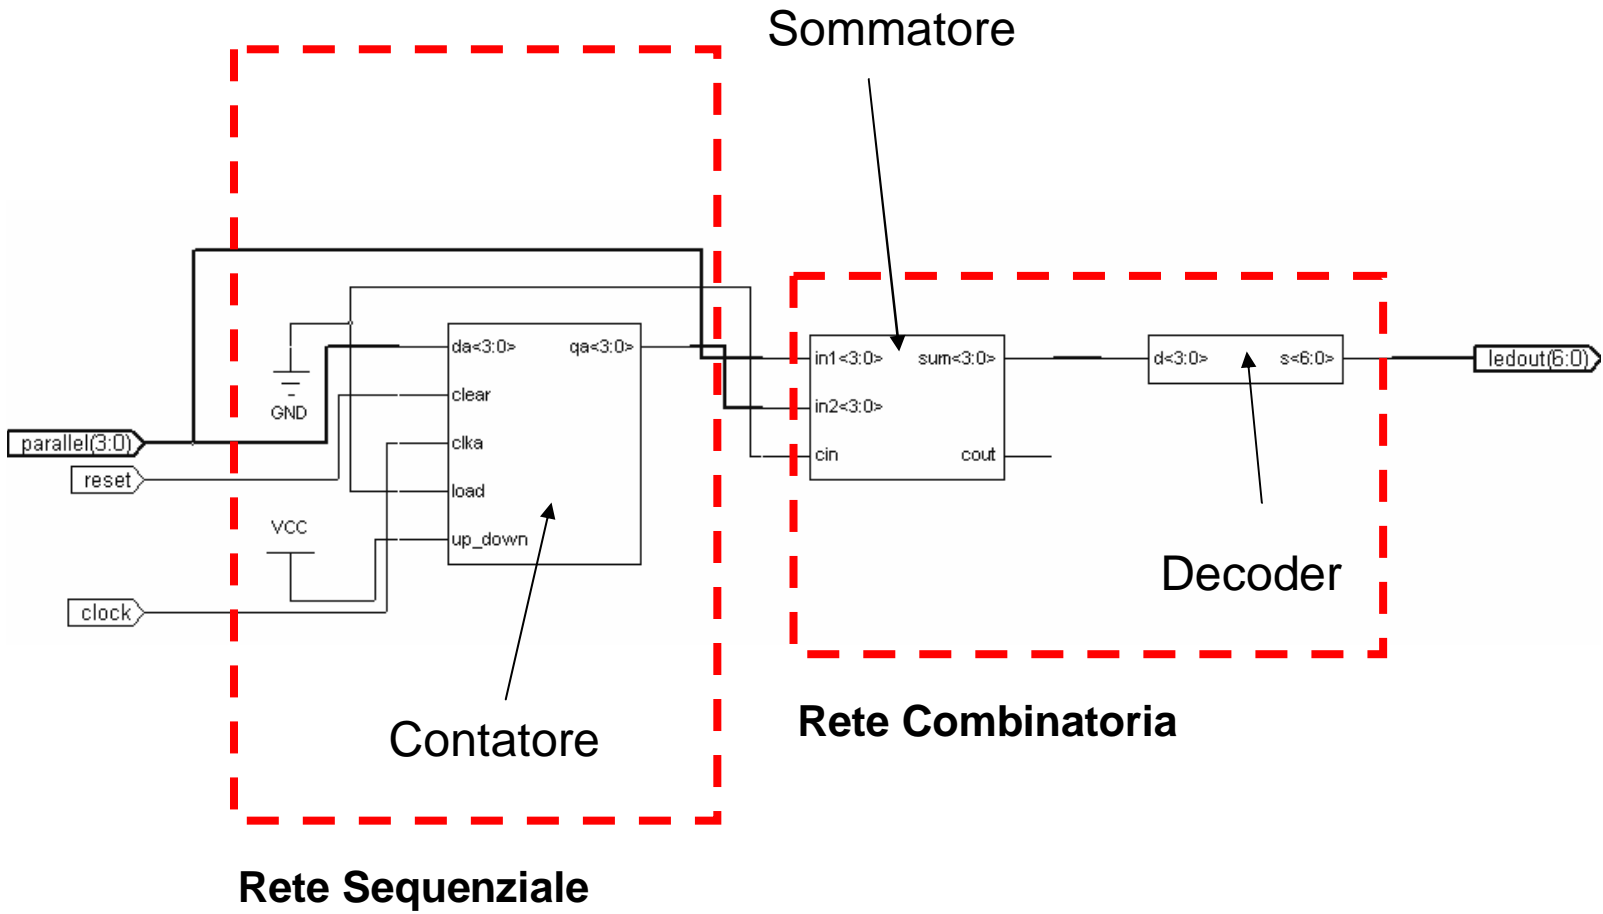 Sommatore
da<3:0> qa<3:0>
clear
clka
load
up_down
GND
VCC
parallel(3:0)
reset
clock
in1<3:0> sum<3:0>
in2<3:0>
cin cout
d<3:0> s<6:0>
ledout(6:0)
Decoder
Contatore
Rete Combinatoria
Rete Sequenziale